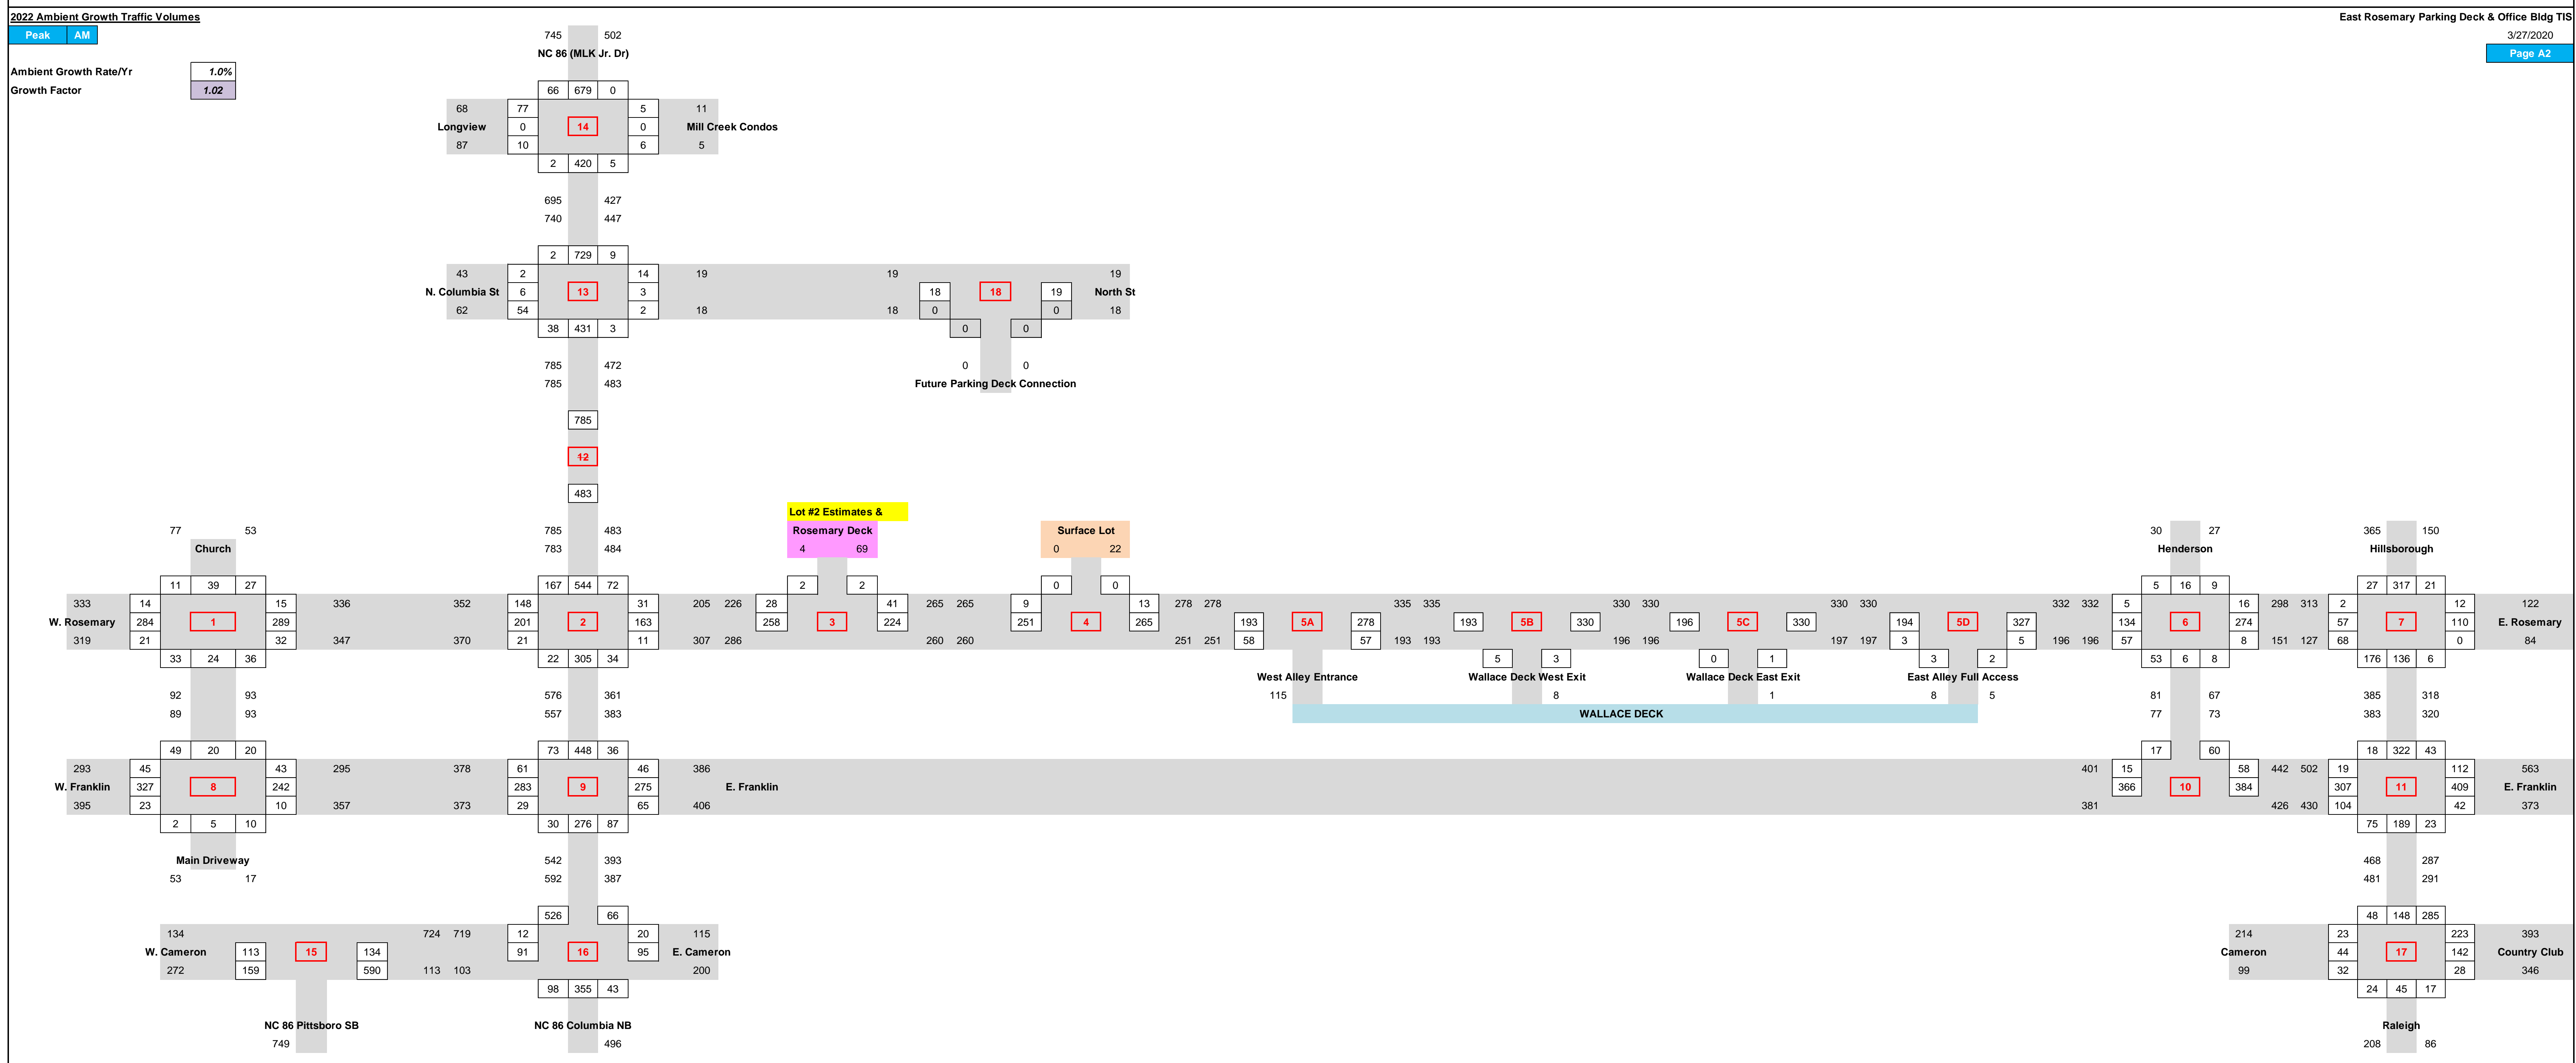 2022 Ambient Growth Traffic Volumes East Rosemary Parking Deck & Office Bldg TIS
Peak AM 745 502 3/27/2020
NC 86 (MLK Jr. Dr) Page A2
Ambient Growth Rate/Yr 1.0%
Growth Factor 1.02 66 679 0
68 77 5 11
Longview 0 14 0 Mill Creek Condos
87 10 6 5
2 420 5
695 427
740 447
2 729 9
43 2 14 19 19 19
N. Columbia St 6 13 3 18 18 19 North St
62 54 2 18 18 0 0 18
38 431 3 0 0
785 472 0 0
785 483 Future Parking Deck Connection
785
12
483
Lot #2 Estimates &
77 53 785 483 Rosemary Deck Surface Lot 30 27 365 150
Church 783 484 4 69 0 22 Henderson Hillsborough
11 39 27 167 544 72 2 2 0 0 5 16 9 27 317 21
333 14 15 336 352 148 31 205 226 28 41 265 265 9 13 278 278 335 335 330 330 330 330 332 332 5 16 298 313 2 12 122
W. Rosemary 284 1 289 201 2 163 258 3 224 251 4 265 193 5A 278 193 5B 330 196 5C 330 194 5D 327 134 6 274 57 7 110 E. Rosemary
319 21 32 347 370 21 11 307 286 260 260 251 251 58 57 193 193 196 196 197 197 3 5 196 196 57 8 151 127 68 0 84
33 24 36 22 305 34 5 3 0 1 3 2 53 6 8 176 136 6
West Alley Entrance Wallace Deck West Exit Wallace Deck East Exit East Alley Full Access
92 93 576 361 115 8 1 8 5 81 67 385 318
89 93 557 383 WALLACE DECK 77 73 383 320
49 20 20 73 448 36 17 60 18 322 43
293 45 43 295 378 61 46 386 401 15 58 442 502 19 112 563
W. Franklin 327 8 242 283 9 275 E. Franklin 366 10 384 307 11 409 E. Franklin
395 23 10 357 373 29 65 406 381 426 430 104 42 373
2 5 10 30 276 87 75 189 23
Main Driveway 542 393 468 287
53 17 592 387 481 291
526 66 48 148 285
134 724 719 12 20 115 214 23 223 393
W. Cameron 113 15 134 91 16 95 E. Cameron Cameron 44 17 142 Country Club
272 159 590 113 103 200 99 32 28 346
98 355 43 24 45 17
NC 86 Pittsboro SB NC 86 Columbia NB Raleigh
749 496 208 86